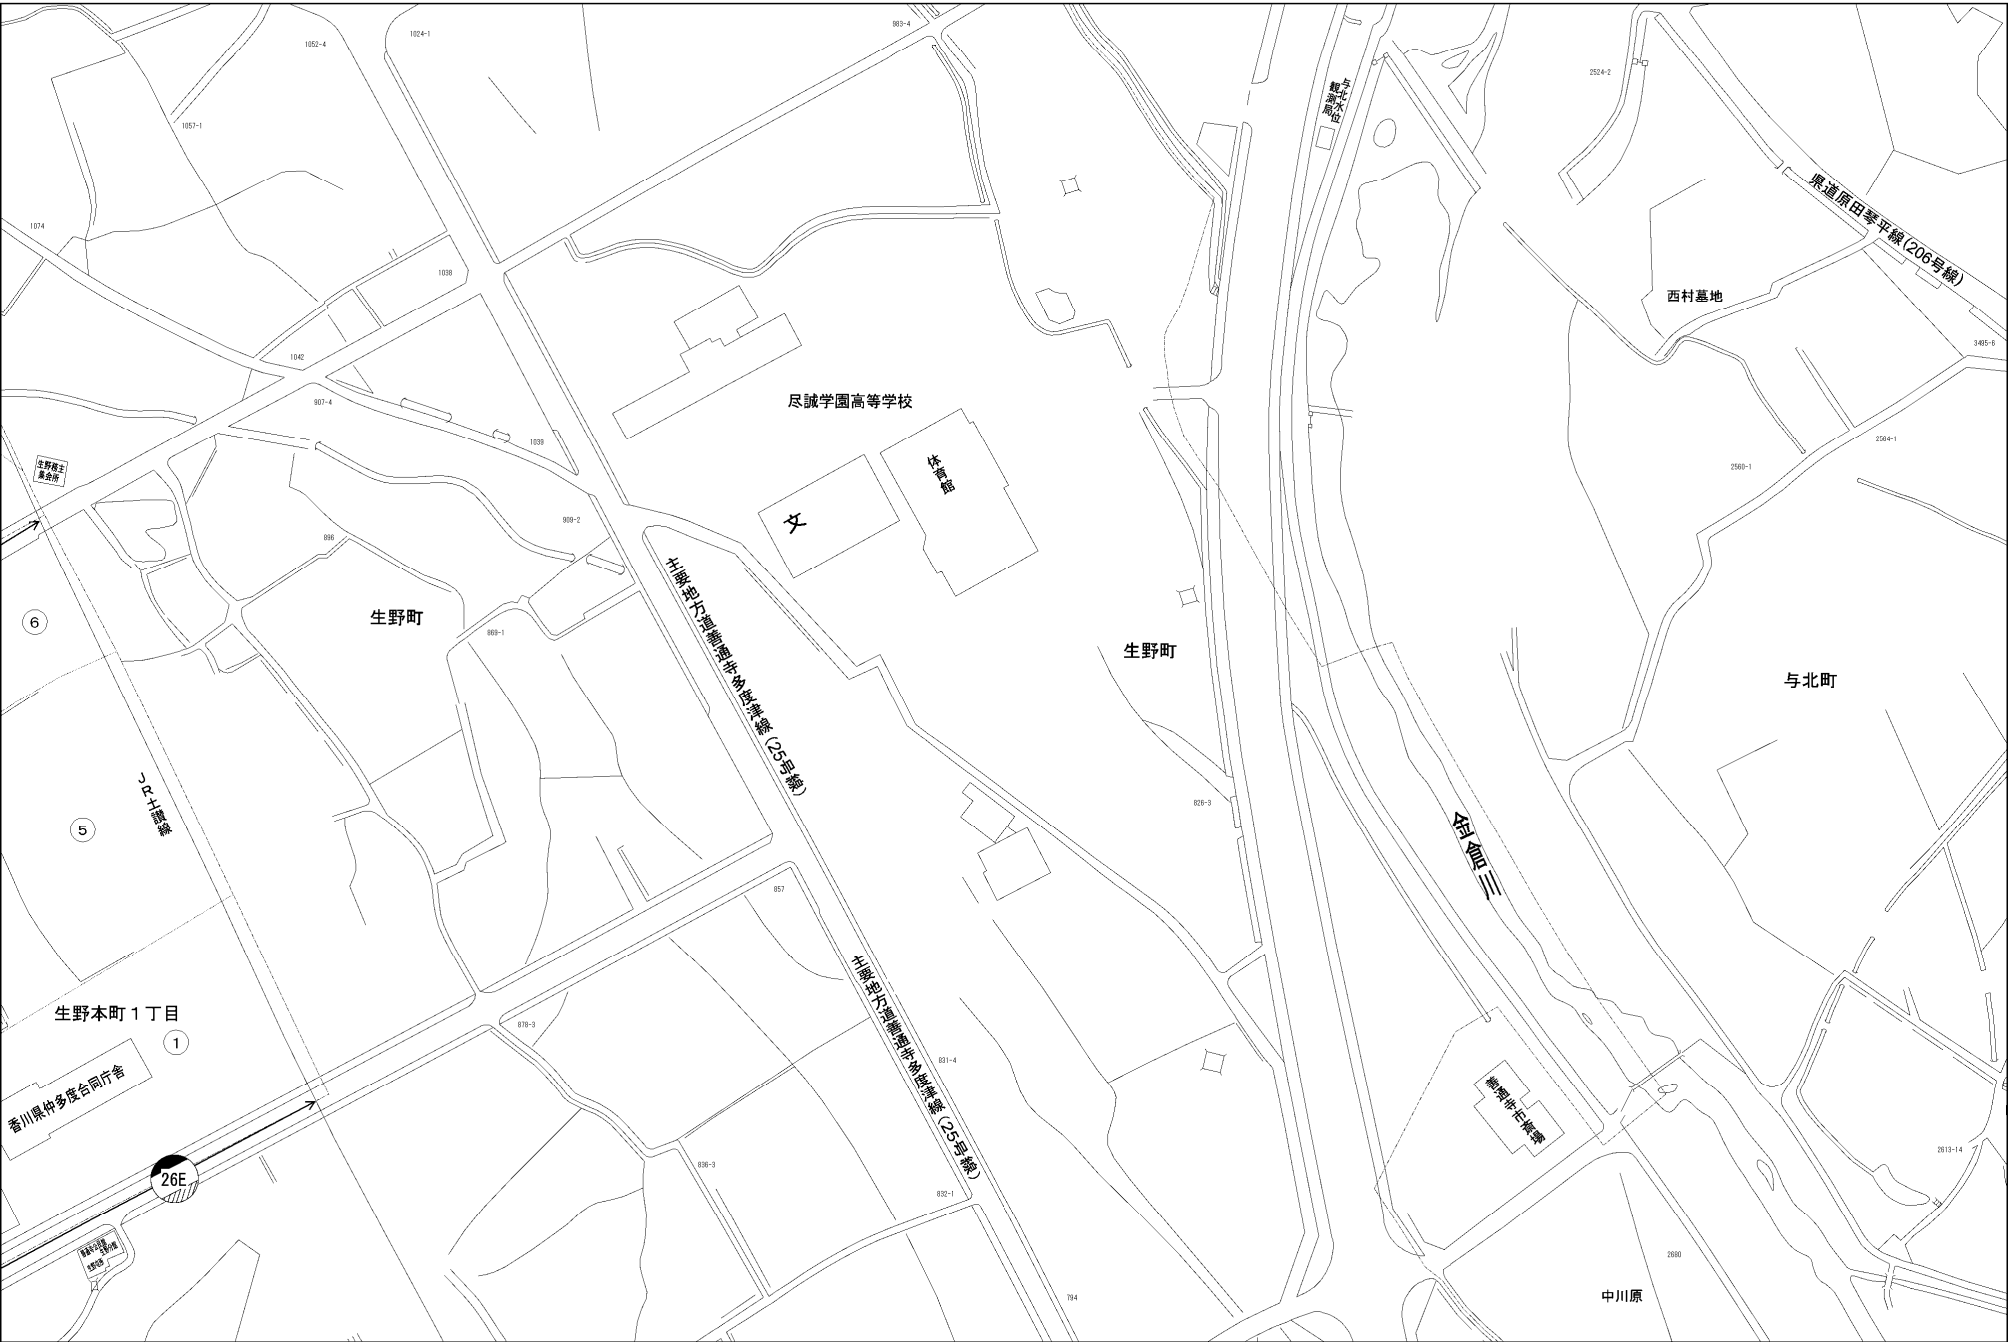 983-4
1024-1
1052-4
2524-2
与北水位
観測局
1057-1
県道原田琴平線(206号線)
1074
1038
西村墓地
3495-6
1042
907-4
尽誠学園高等学校
1039
2564-1
体育館
2560-1
集会所
文
909-2
896
主要地方道善通寺多度津線(25号線)
生野町
6
869-1
生野町
与北町
JR土讃線
826-3
5
金倉川
857
主要地方道善通寺多度津線(25号線)
生野本町1丁目
878-3
1
831-4
善通寺市斎場
香川県仲多度合同庁舎
2613-14
836-3
26E
832-1
2680
794
中川原